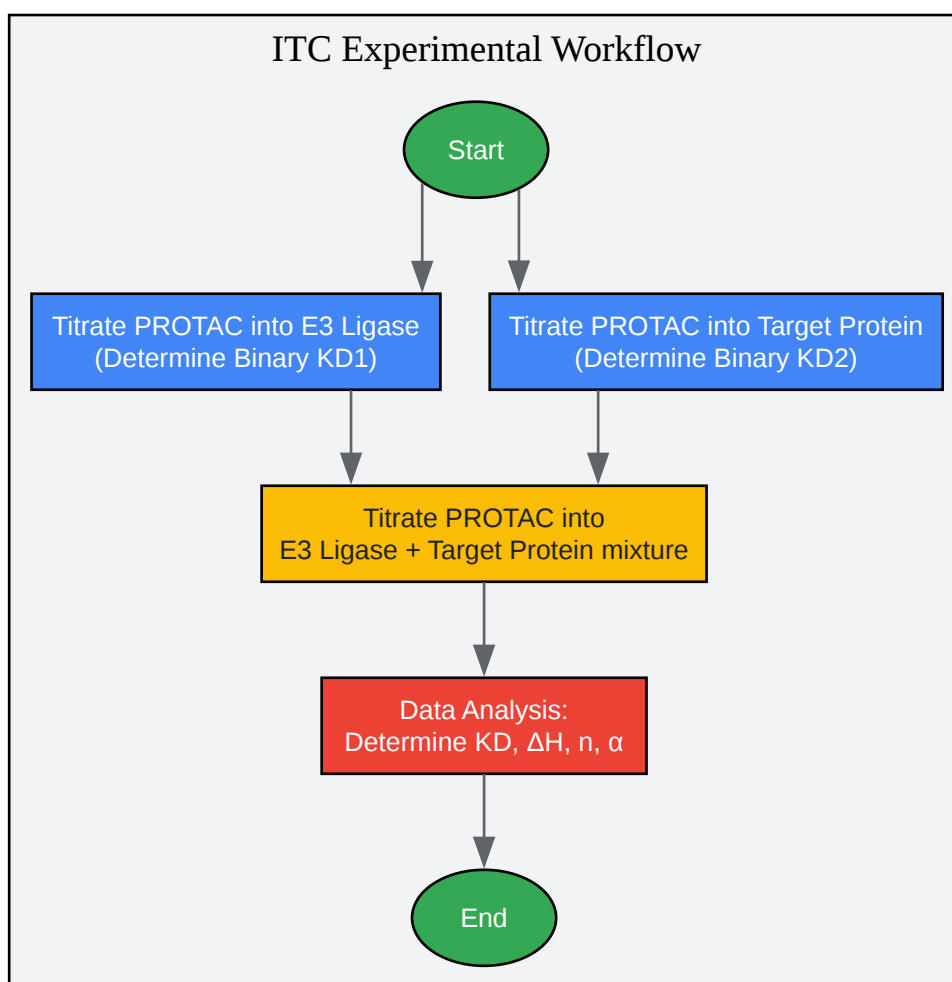 ITC Experimental Workflow
Start
Titrate PROTAC into E3 Ligase
(Determine Binary KD1)
Titrate PROTAC into Target Protein
(Determine Binary KD2)
Titrate PROTAC into
E3 Ligase + Target Protein mixture
Data Analysis:
Determine KD, ΔH, n, α
End